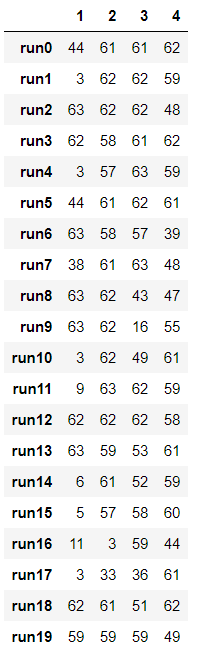 1 2 3 4
run0 44 61 61 62
run1 3 62 62 59
run2 63 62 62 48
run3 62 58 61 62
run4 3 57 63 59
run5 44 61 62 61
run6 63 58 57 39
run7 38 61 63 48
run8 63 62 43 47
run9 63 62 16 55
run10 3 62 49 61
run11 9 63 62 59
run12 62 62 62 58
run13 63 59 53 61
run14 6 61 52 59
run15 5 57 58 60
run16 11 3 59 44
run17 3 33 36 61
run18 62 61 51 62
run19 59 59 59 49